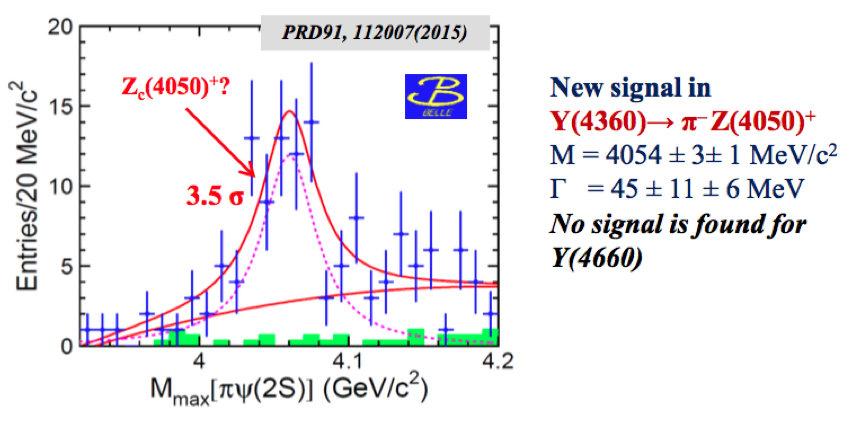 PRD91, 112007(2015)
20
15
10
5
0
Entries/20 MeV/c²
Z_c(4050)⁺?
3.5 σ
BELLE
4
4.1
4.2
M_max[πψ(2S)] (GeV/c²)
New signal in
Y(4360)→ π⁻ Z(4050)⁺
M = 4054 ± 3± 1 MeV/c²
Γ = 45 ± 11 ± 6 MeV
No signal is found for
Y(4660)